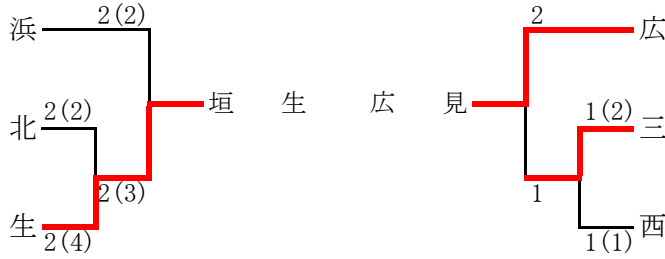 2(2) 2
浜 広
垣 生 広 見
2(2) 1(2)
北 三
2(3) 1
生 西
2(4) 1(1)